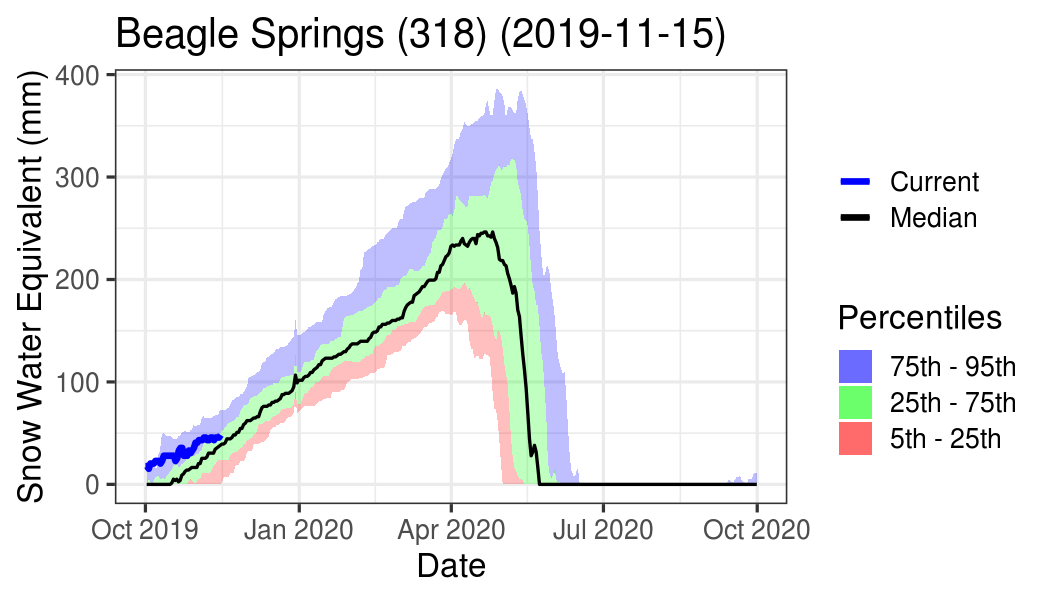 Beagle Springs (318) (2019-11-15)
Snow Water Equivalent (mm)
400
300
200
100
0
Oct 2019
Jan 2020
Apr 2020
Jul 2020
Oct 2020
Date
Current
Median
Percentiles
75th - 95th
25th - 75th
5th - 25th